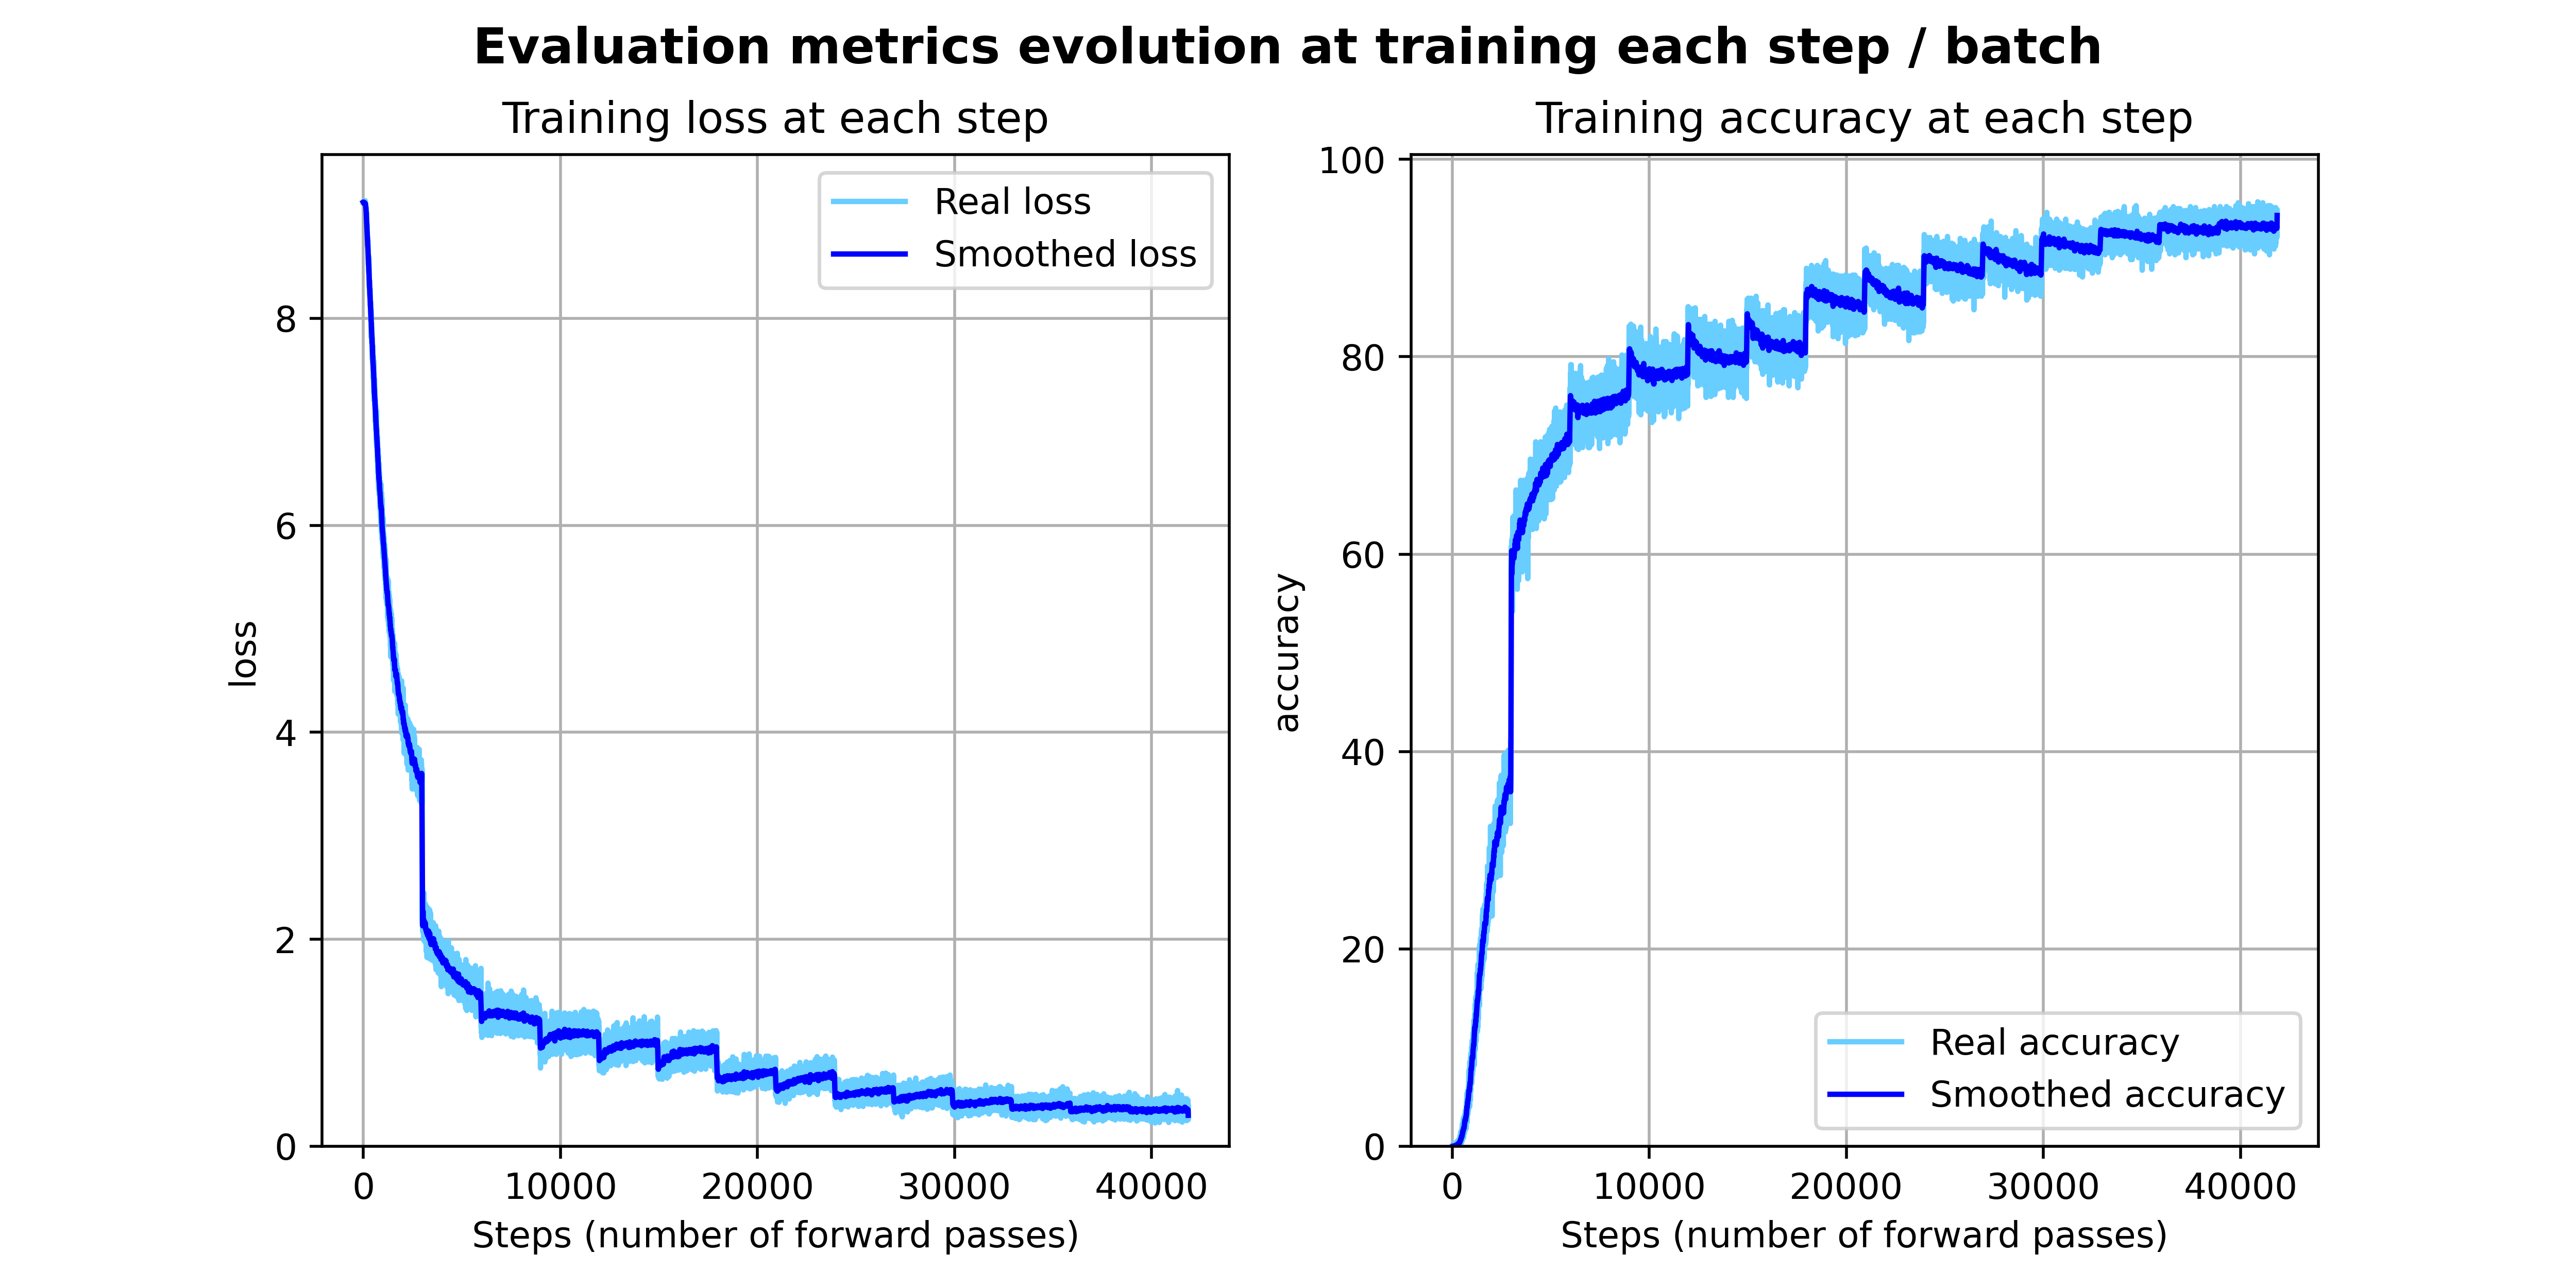 Evaluation metrics evolution at training each step / batch
Training loss at each step
Real loss
Smoothed loss
8
6
4
2
0
loss
0 10000 20000 30000 40000
Steps (number of forward passes)
Training accuracy at each step
100
80
60
40
20
0
accuracy
Real accuracy
Smoothed accuracy
0 10000 20000 30000 40000
Steps (number of forward passes)